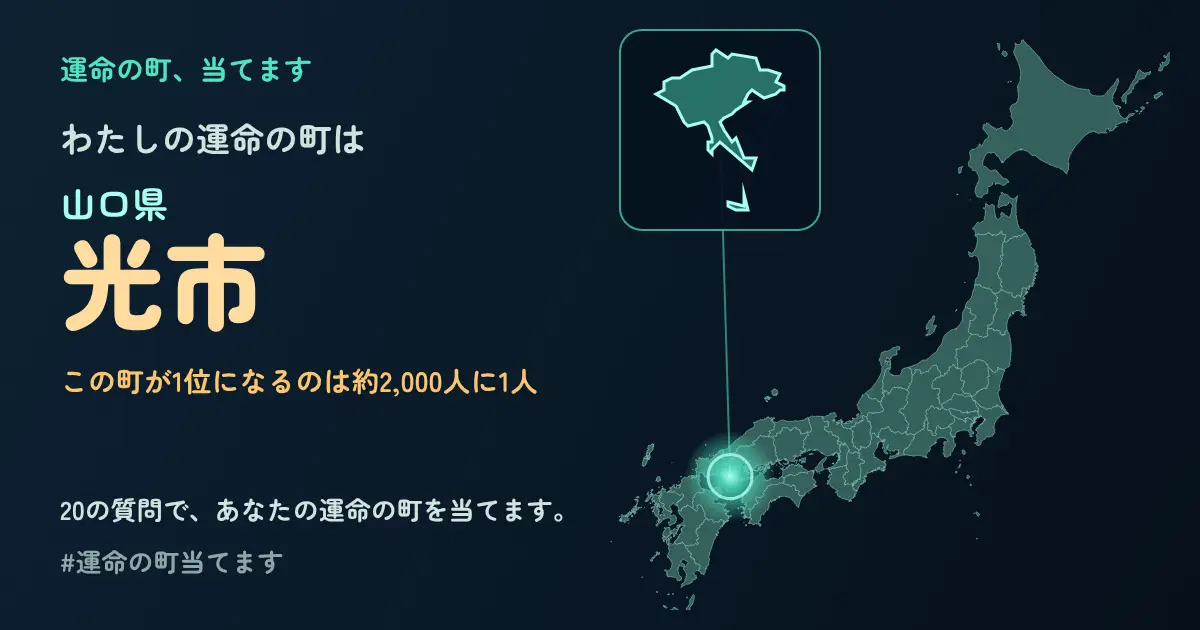 運命の町、当てます
わたしの運命の町は
山口県
光市
この町が1位になるのは約2,000人に1人
20の質問で、あなたの運命の町を当てます。
#運命の町当てます